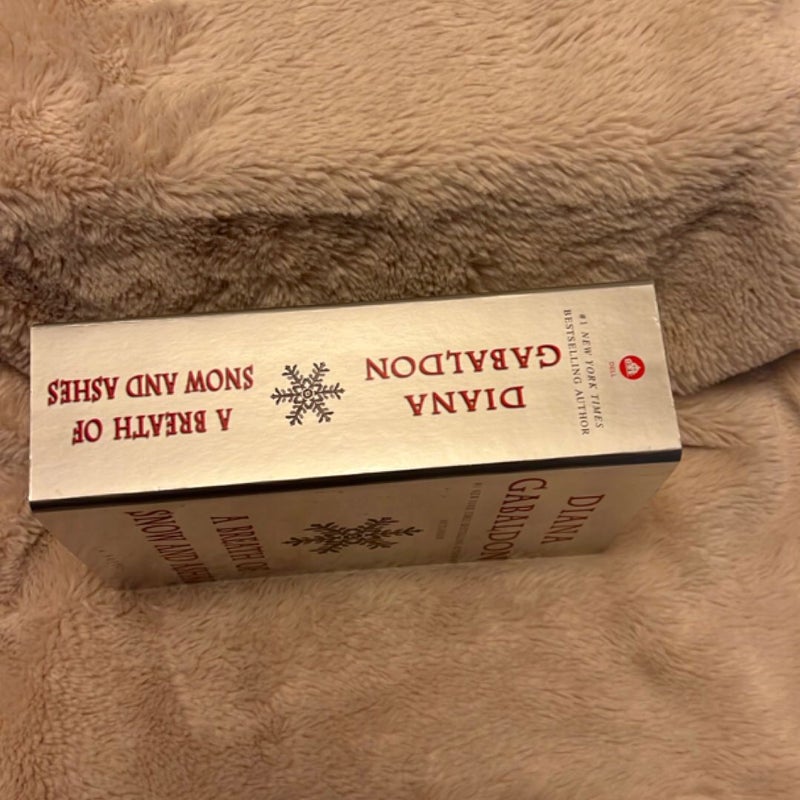 DELL
#1 NEW YORK TIMES
BESTSELLING AUTHOR
DIANA
GABALDON
A BREATH OF
SNOW AND ASHES
DIANA
GABALDON
A BREATH OF
SNOW AND ASHES